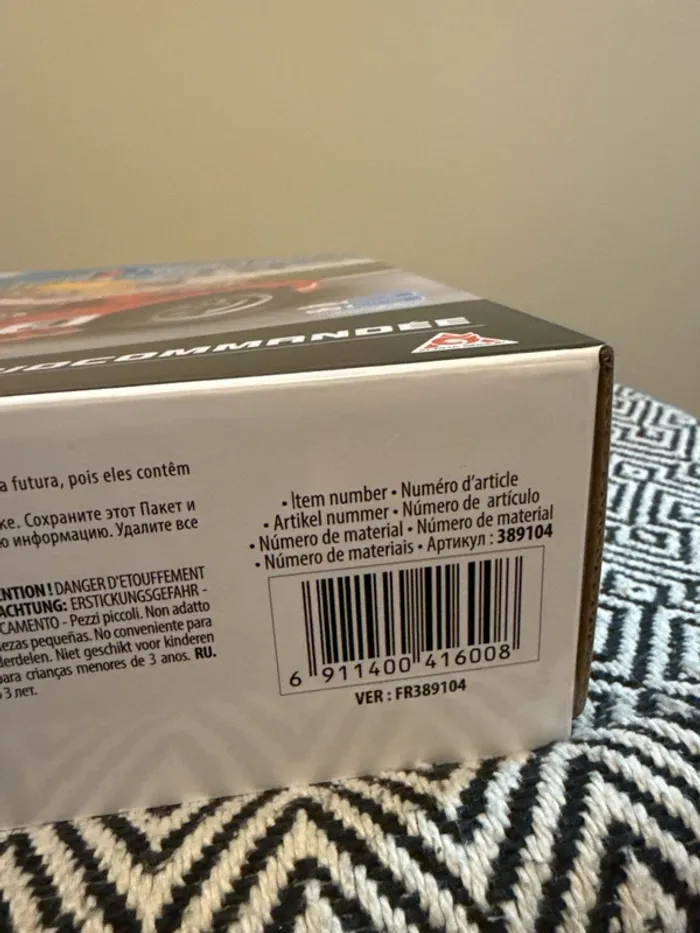 OCOMMANDÉE
a futura, pois eles contêm
ke. Сохраните этот Пакет и
ю информацию. Удалите все
ENTION ! DANGER D'ETOUFFEMENT
ACHTUNG: ERSTICKUNGSGEFAHR -
CAMENTO - Pezzi piccoli. Non adatto
iezas pequeñas. No conveniente para
derdelen. Niet geschikt voor kinderen
para crianças menores de 3 anos. RU.
3 лет.
• Item number • Numéro d'article
• Artikel nummer • Número de artículo
• Número de material • Número de material
• Número de materiais • Артикул : 389104
6 911400 416008
VER : FR389104